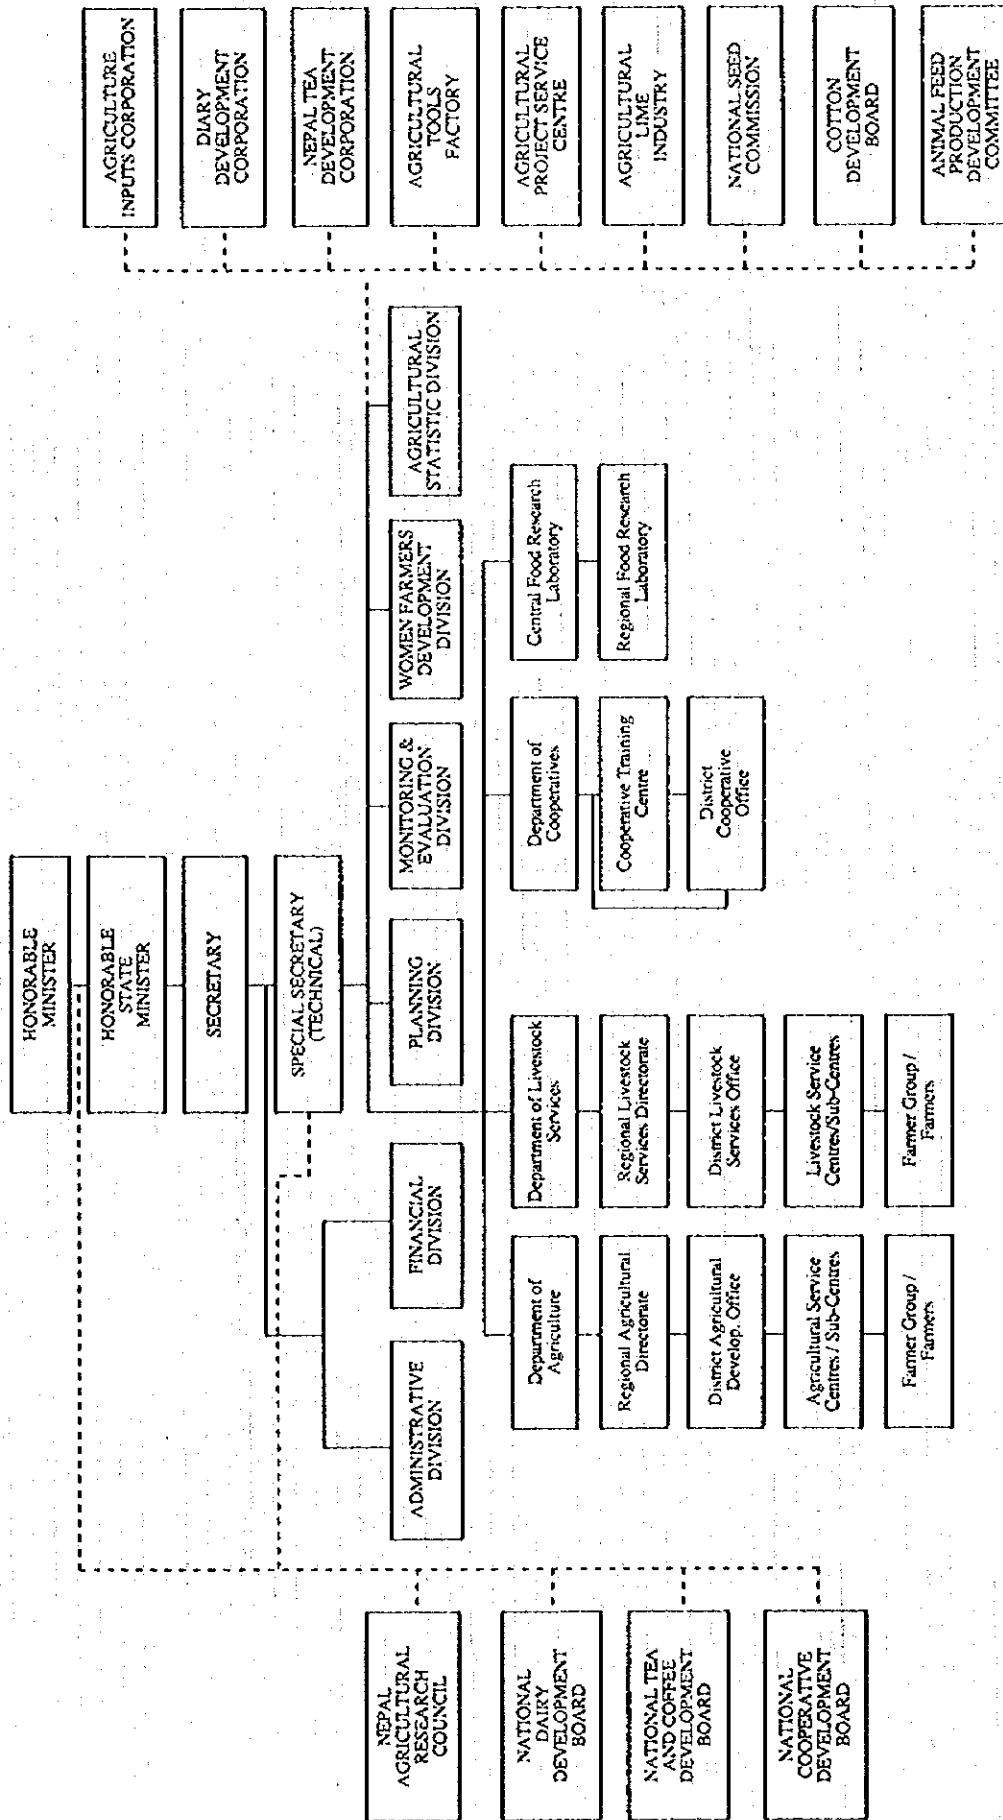 HONORABLE
MINISTER
HONORABLE
STATE
MINISTER
SECRETARY
SPECIAL SECRETARY
(TECHNICAL)
ADMINISTRATIVE
DIVISION
FINANCIAL
DIVISION
PLANNING
DIVISION
MONITORING &
EVALUATION
DIVISION
WOMEN FARMERS
DEVELOPMENT
DIVISION
AGRICULTURAL
STATISTIC DIVISION
Department of
Agriculture
Regional Agricultural
Directorate
District Agricultural
Develop. Office
Agricultural Service
Centres / Sub-Centres
Farmer Group /
Farmers
Department of Livestock
Services
Regional Livestock
Services Directorate
District Livestock
Services Office
Livestock Service
Centres/Sub-Centres
Farmer Group /
Farmers
Department of
Cooperatives
Cooperative Training
Centre
District
Cooperative
Office
Central Food Research
Laboratory
Regional Food Research
Laboratory
NEPAL
AGRICULTURAL
RESEARCH
COUNCIL
NATIONAL
DAIRY
DEVELOPMENT
BOARD
NATIONAL TEA
AND COFFEE
DEVELOPMENT
BOARD
NATIONAL
COOPERATIVE
DEVELOPMENT
BOARD
AGRICULTURE
INPUTS CORPORATION
DIARY
DEVELOPMENT
CORPORATION
NEPAL TEA
DEVELOPMENT
CORPORATION
AGRICULTURAL
TOOLS
FACTORY
AGRICULTURAL
PROJECT SERVICE
CENTRE
AGRICULTURAL
LIME
INDUSTRY
NATIONAL SEED
COMMISSION
COTTON
DEVELOPMENT
BOARD
ANIMAL FEED
PRODUCTION
DEVELOPMENT
COMMITTEE